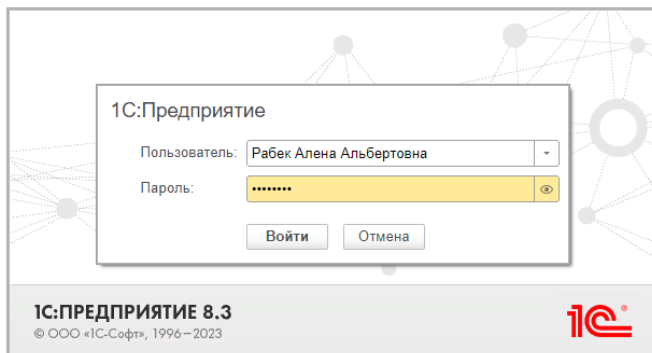 1С:Предприятие
Пользователь: Рабек Алена Альбертовна
Пароль: ••••••••
Войти Отмена
1С:ПРЕДПРИЯТИЕ 8.3
© ООО «1С-Софт», 1996–2023
1С®